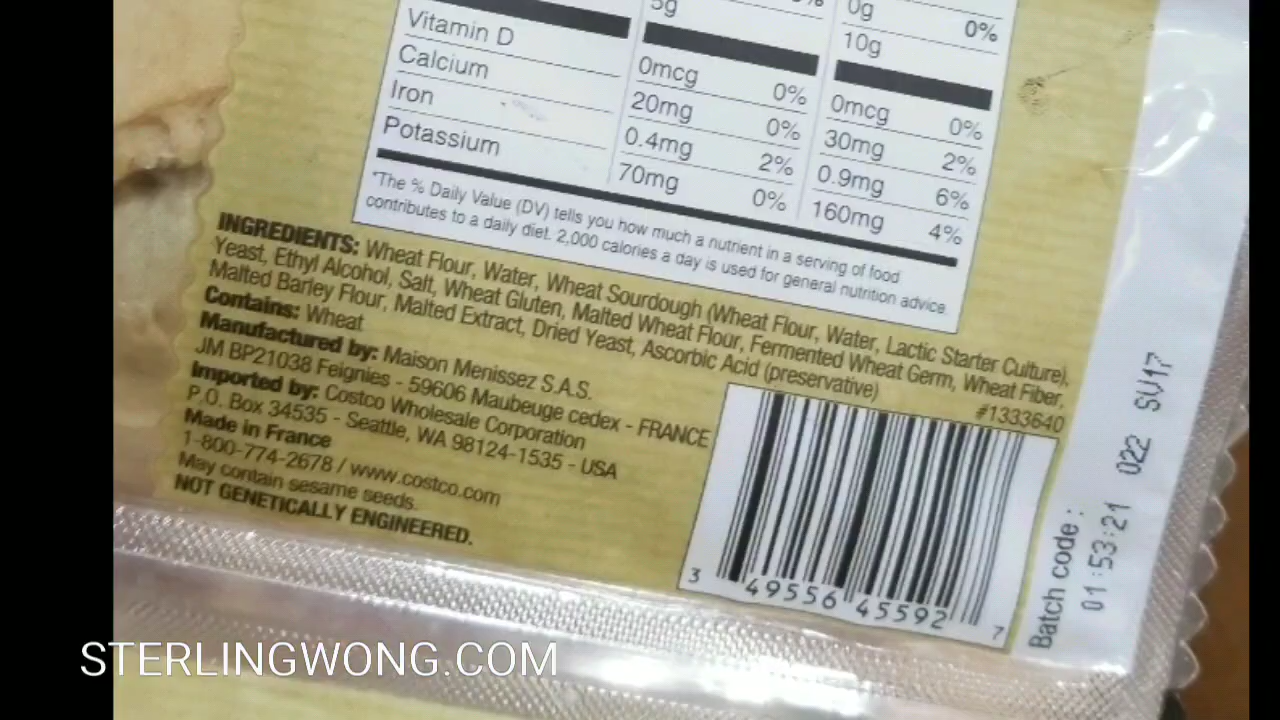 5g
%
0g
0%
10g
Vitamin D 0mcg 0% 0mcg 0%
Calcium 20mg 0% 30mg 2%
Iron 0.4mg 2% 0.9mg 6%
Potassium 70mg 0% 160mg 4%
*The % Daily Value (DV) tells you how much a nutrient in a serving of food
contributes to a daily diet. 2,000 calories a day is used for general nutrition advice.
INGREDIENTS: Wheat Flour, Water, Wheat Sourdough (Wheat Flour, Water, Lactic Starter Culture),
Yeast, Ethyl Alcohol, Salt, Wheat Gluten, Malted Wheat Flour, Fermented Wheat Germ, Wheat Fiber,
Malted Barley Flour, Malted Extract, Dried Yeast, Ascorbic Acid (preservative)
#1333640
Contains: Wheat
Manufactured by: Maison Menissez S.A.S.
JM BP21038 Feignies - 59606 Maubeuge cedex - FRANCE
Imported by: Costco Wholesale Corporation
P.O. Box 34535 - Seattle, WA 98124-1535 - USA
Made in France
1-800-774-2678 / www.costco.com
May contain sesame seeds.
NOT GENETICALLY ENGINEERED.
3 49556 45592 7
Batch code :
01:53:21 022 SV17
STERLINGWONG.COM